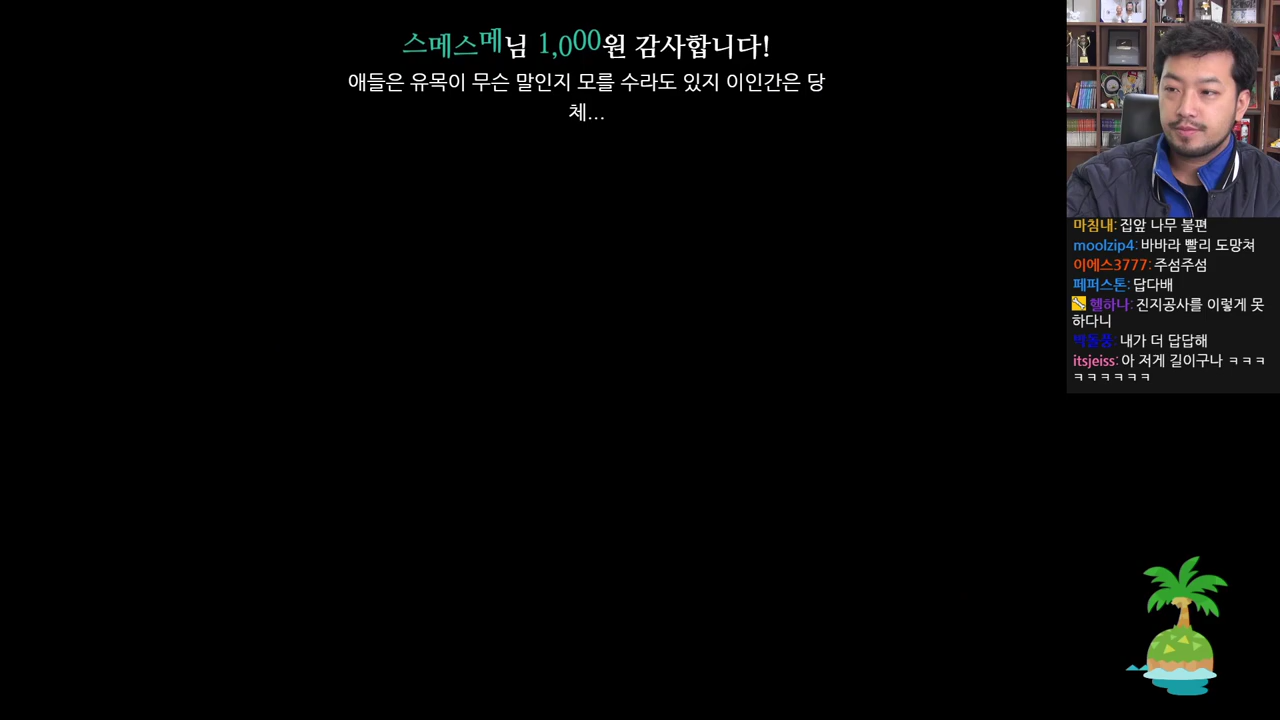 스메스메님 1,000원 감사합니다!
애들은 유목이 무슨 말인지 모를 수라도 있지 이인간은 당
체...
마침내: 집앞 나무 불편
moolzip4: 바바라 빨리 도망쳐
이에스3777: 주섬주섬
페퍼스톤: 답다배
헬하나: 진지공사를 이렇게 못
하다니
박돌풍: 내가 더 답답해
itsjeiss: 아 저게 길이구나 ㅋㅋㅋ
ㅋㅋㅋㅋㅋㅋ